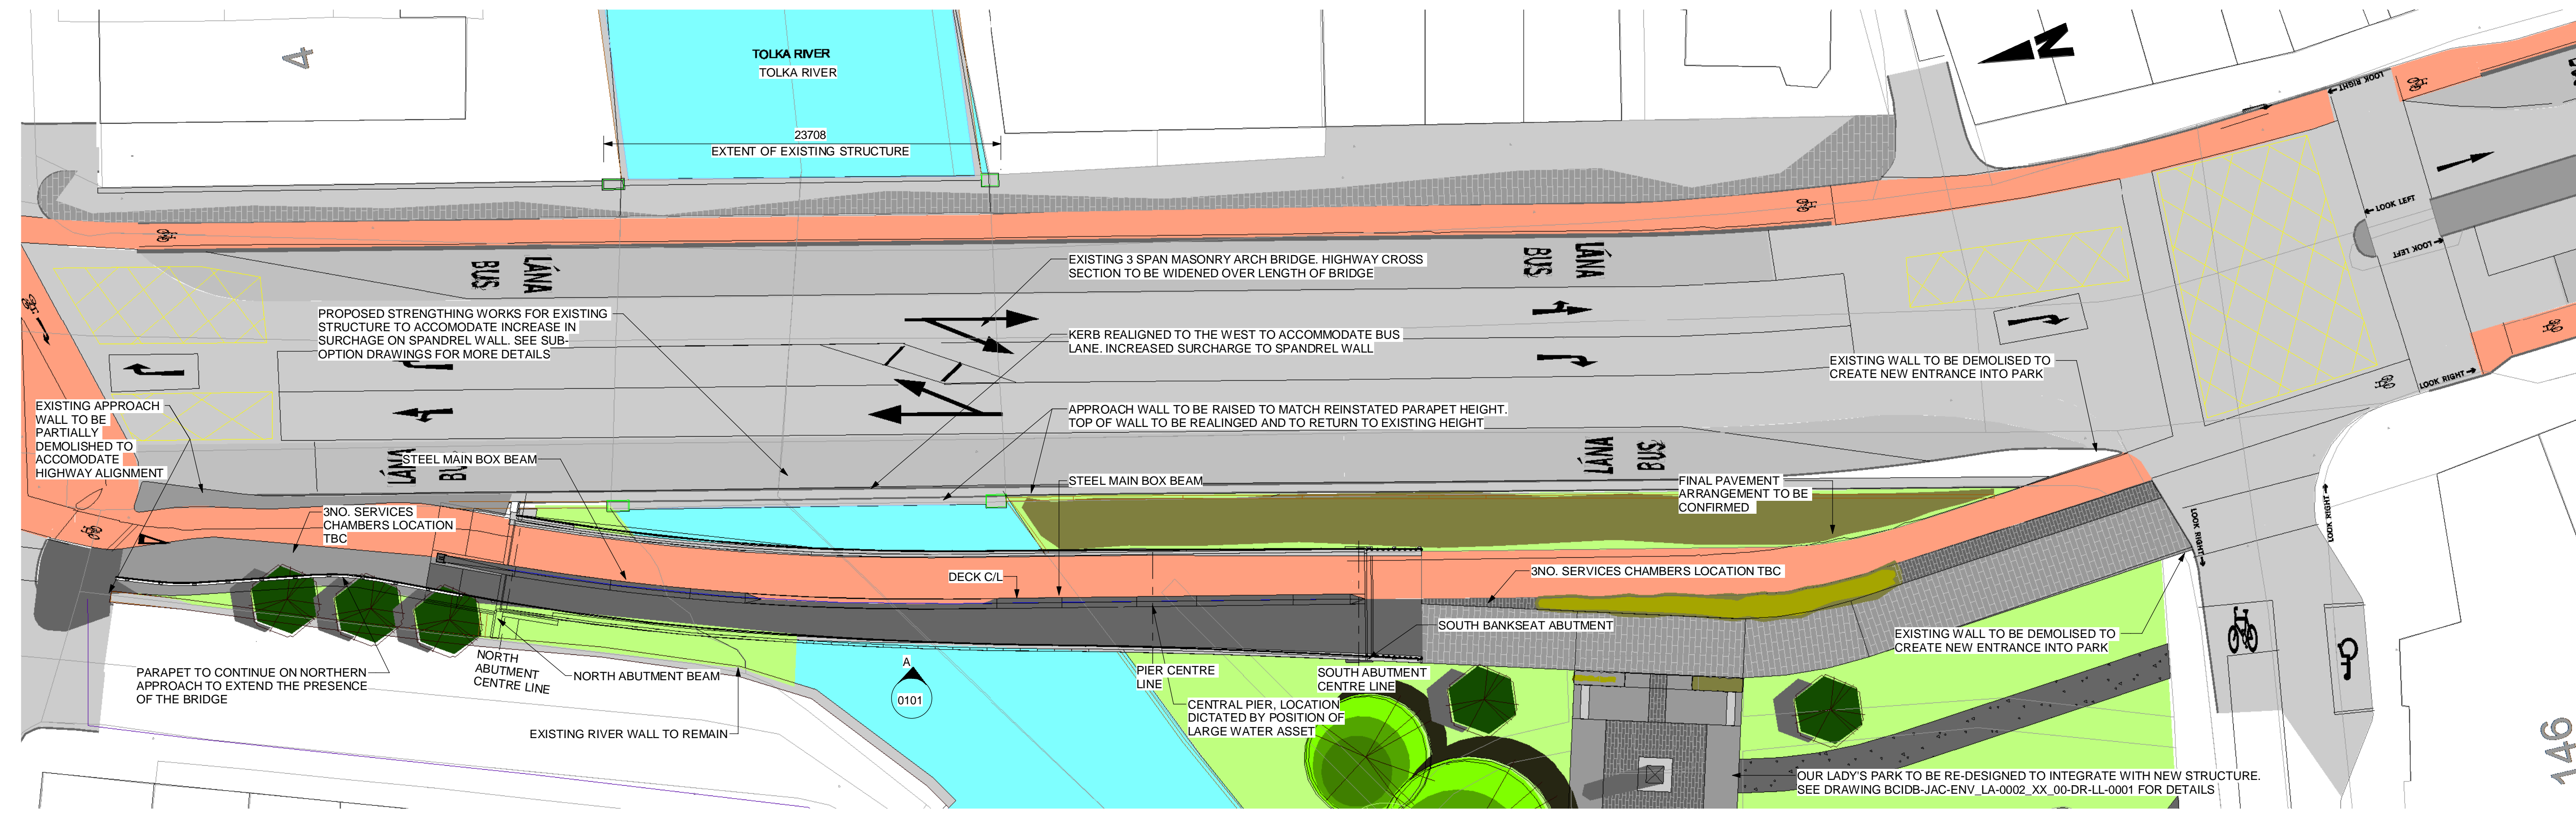 4
TOLKA RIVER
TOLKA RIVER
N
23708
EXTENT OF EXISTING STRUCTURE
LOOK RIGHT
LOOK LEFT
LOOK LEFT
LOOK RIGHT
BUS
LÁNA
BUS
LÁNA
EXISTING 3 SPAN MASONRY ARCH BRIDGE. HIGHWAY CROSS
SECTION TO BE WIDENED OVER LENGTH OF BRIDGE
PROPOSED STRENGTHING WORKS FOR EXISTING
STRUCTURE TO ACCOMODATE INCREASE IN
SURCHAGE ON SPANDREL WALL. SEE SUB-
OPTION DRAWINGS FOR MORE DETAILS
KERB REALIGNED TO THE WEST TO ACCOMMODATE BUS
LANE. INCREASED SURCHARGE TO SPANDREL WALL
EXISTING WALL TO BE DEMOLISED TO
CREATE NEW ENTRANCE INTO PARK
EXISTING APPROACH
WALL TO BE
PARTIALLY
DEMOLISHED TO
ACCOMODATE
HIGHWAY ALIGNMENT
APPROACH WALL TO BE RAISED TO MATCH REINSTATED PARAPET HEIGHT.
TOP OF WALL TO BE REALINGED AND TO RETURN TO EXISTING HEIGHT
LÁNA
LÁNA
BUS
STEEL MAIN BOX BEAM
STEEL MAIN BOX BEAM
FINAL PAVEMENT
ARRANGEMENT TO BE
CONFIRMED
3NO. SERVICES
CHAMBERS LOCATION
TBC
LOOK RIGHT
LOOK RIGHT
DECK C/L
3NO. SERVICES CHAMBERS LOCATION TBC
SOUTH BANKSEAT ABUTMENT
EXISTING WALL TO BE DEMOLISHED TO
CREATE NEW ENTRANCE INTO PARK
PARAPET TO CONTINUE ON NORTHERN
APPROACH TO EXTEND THE PRESENCE
OF THE BRIDGE
NORTH
ABUTMENT
CENTRE LINE
NORTH ABUTMENT BEAM
A
0101
PIER CENTRE
LINE
SOUTH ABUTMENT
CENTRE LINE
CENTRAL PIER, LOCATION
DICTATED BY POSITION OF
LARGE WATER ASSET
EXISTING RIVER WALL TO REMAIN
OUR LADY'S PARK TO BE RE-DESIGNED TO INTEGRATE WITH NEW STRUCTURE.
SEE DRAWING BCIDB-JAC-ENV_LA-0002_XX_00-DR-LL-0001 FOR DETAILS
146